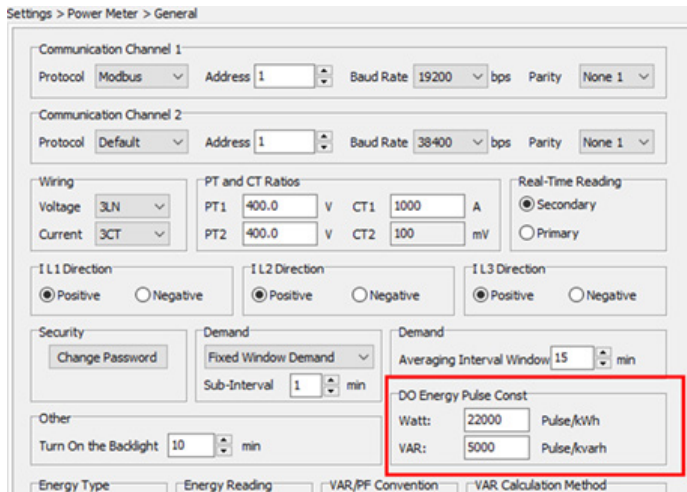 Settings > Power Meter > General
Communication Channel 1
Protocol Modbus Address 1 Baud Rate 19200 bps Parity None 1
Communication Channel 2
Protocol Default Address 1 Baud Rate 38400 bps Parity None 1
Wiring PT and CT Ratios Real-Time Reading
Voltage 3LN PT1 400.0 V CT1 1000 A Secondary
Current 3CT PT2 400.0 V CT2 100 mV Primary
I L1 Direction I L2 Direction I L3 Direction
Positive Negative Positive Negative Positive Negative
Security Demand Demand
Change Password Fixed Window Demand Averaging Interval Window 15 min
Sub-Interval 1 min
DO Energy Pulse Const
Other Watt: 22000 Pulse/kWh
Turn On the Backlight 10 min VAR: 5000 Pulse/kvarh
Energy Type Energy Reading VAR/PF Convention VAR Calculation Method